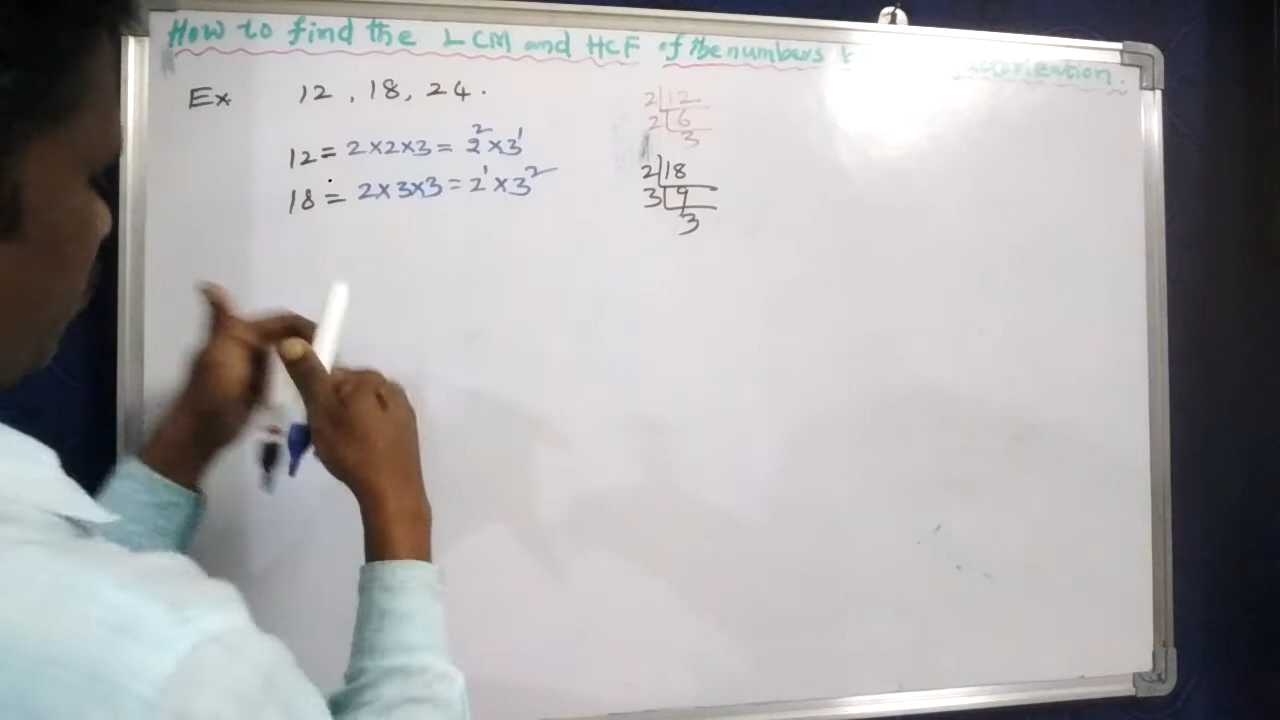 How to find the LCM and HCF of the numbers
Ex 12 , 18, 24.
12 = 2×2×3 = 2² × 3¹
18 = 2×3×3 = 2¹ × 3²
2 | 12
2 | 6
3
2 | 18
3 | 9
3